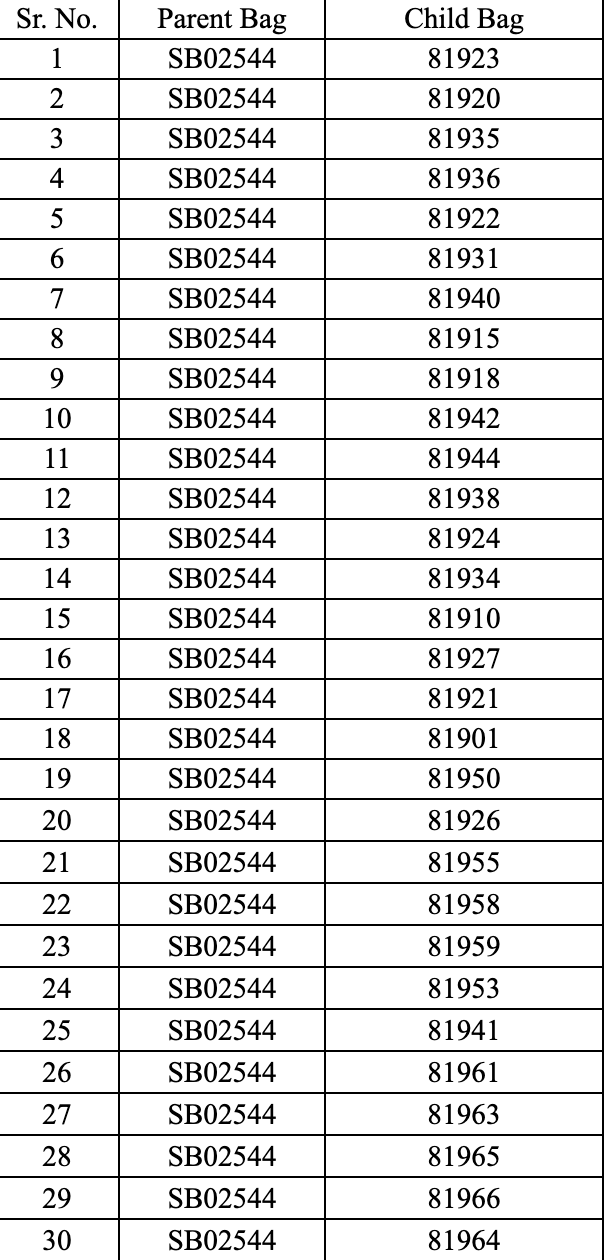 Sr. No. Parent Bag Child Bag
1 SB02544 81923
2 SB02544 81920
3 SB02544 81935
4 SB02544 81936
5 SB02544 81922
6 SB02544 81931
7 SB02544 81940
8 SB02544 81915
9 SB02544 81918
10 SB02544 81942
11 SB02544 81944
12 SB02544 81938
13 SB02544 81924
14 SB02544 81934
15 SB02544 81910
16 SB02544 81927
17 SB02544 81921
18 SB02544 81901
19 SB02544 81950
20 SB02544 81926
21 SB02544 81955
22 SB02544 81958
23 SB02544 81959
24 SB02544 81953
25 SB02544 81941
26 SB02544 81961
27 SB02544 81963
28 SB02544 81965
29 SB02544 81966
30 SB02544 81964